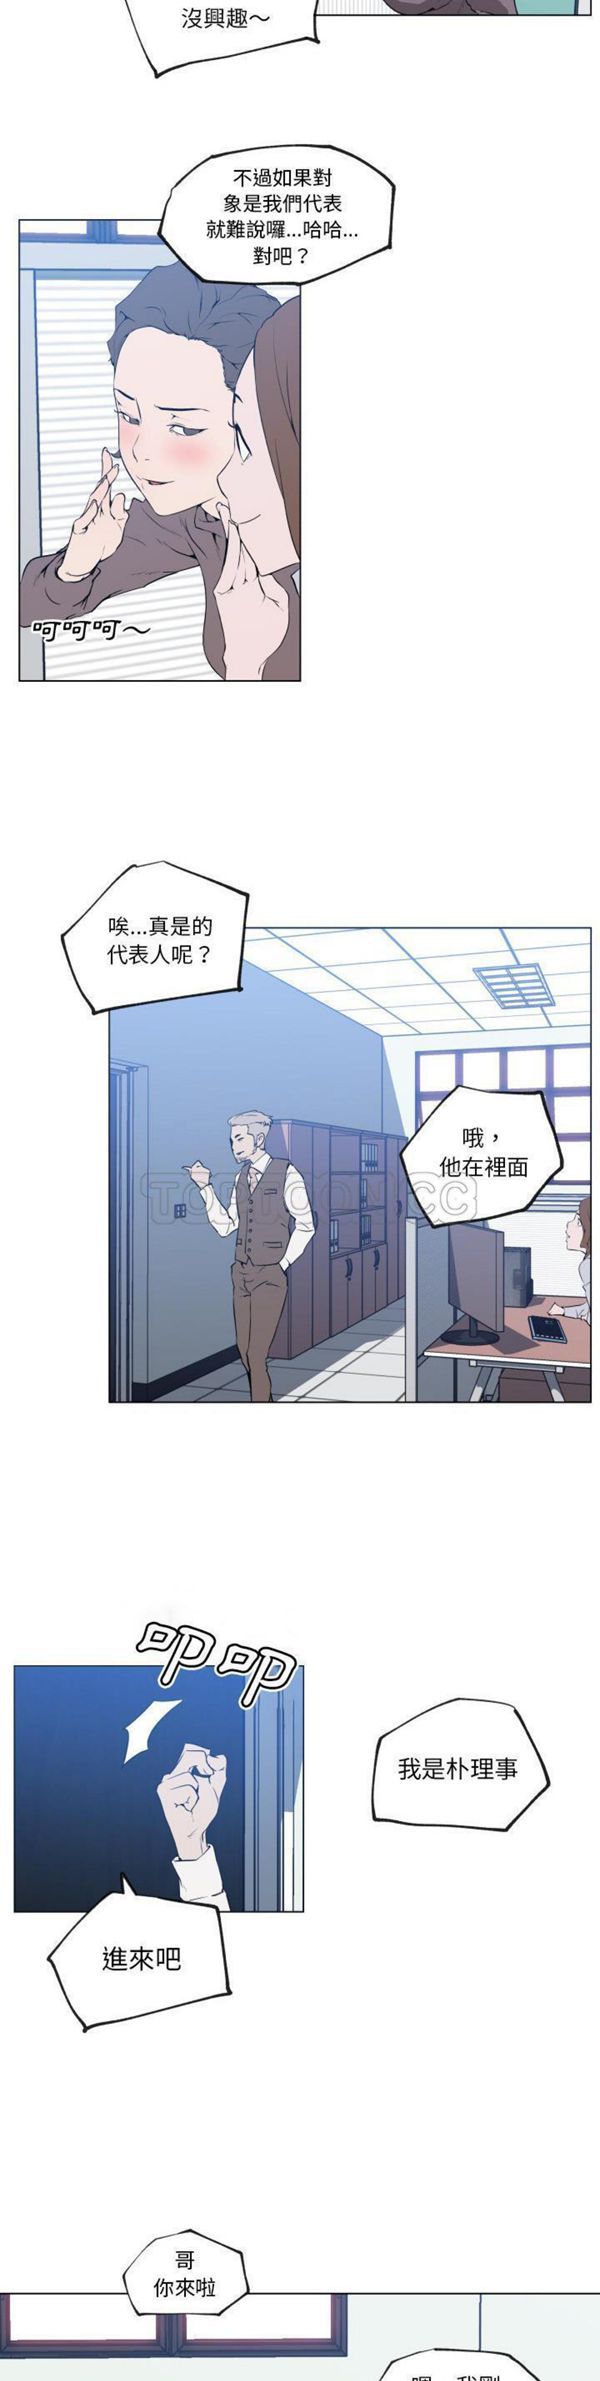 沒興趣～
不過如果對
象是我們代表
就難說囉...哈哈...
對吧？
呵呵呵～
唉...真是的
代表人呢？
哦，
他在裡面
TOPTOON.CC
叩叩
我是朴理事
進來吧
哥
你來啦